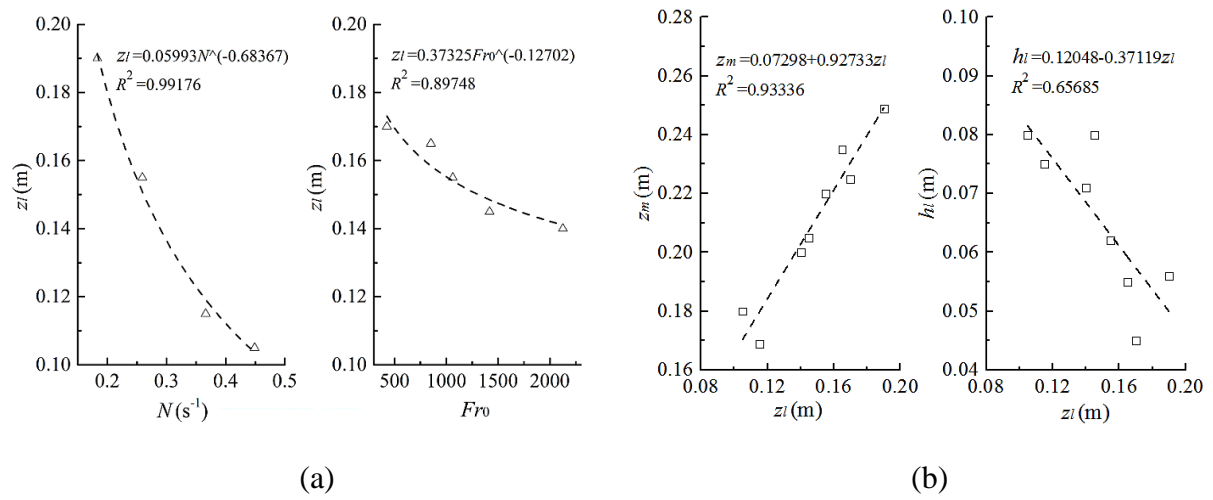 0.20
0.18
0.16
0.14
0.12
0.10
zl(m)
zl=0.05993N^(-0.68367)
R²=0.99176
0.2 0.3 0.4 0.5
N(s⁻¹)
0.20
0.18
0.16
0.14
0.12
0.10
zl(m)
zl=0.37325Fr0^(-0.12702)
R²=0.89748
500 1000 1500 2000
Fr0
(a)
0.28
0.26
0.24
0.22
0.20
0.18
0.16
zm(m)
zm=0.07298+0.92733zl
R²=0.93336
0.08 0.12 0.16 0.20
zl(m)
0.10
0.09
0.08
0.07
0.06
0.05
0.04
hl(m)
hl=0.12048-0.37119zl
R²=0.65685
0.08 0.12 0.16 0.20
zl(m)
(b)